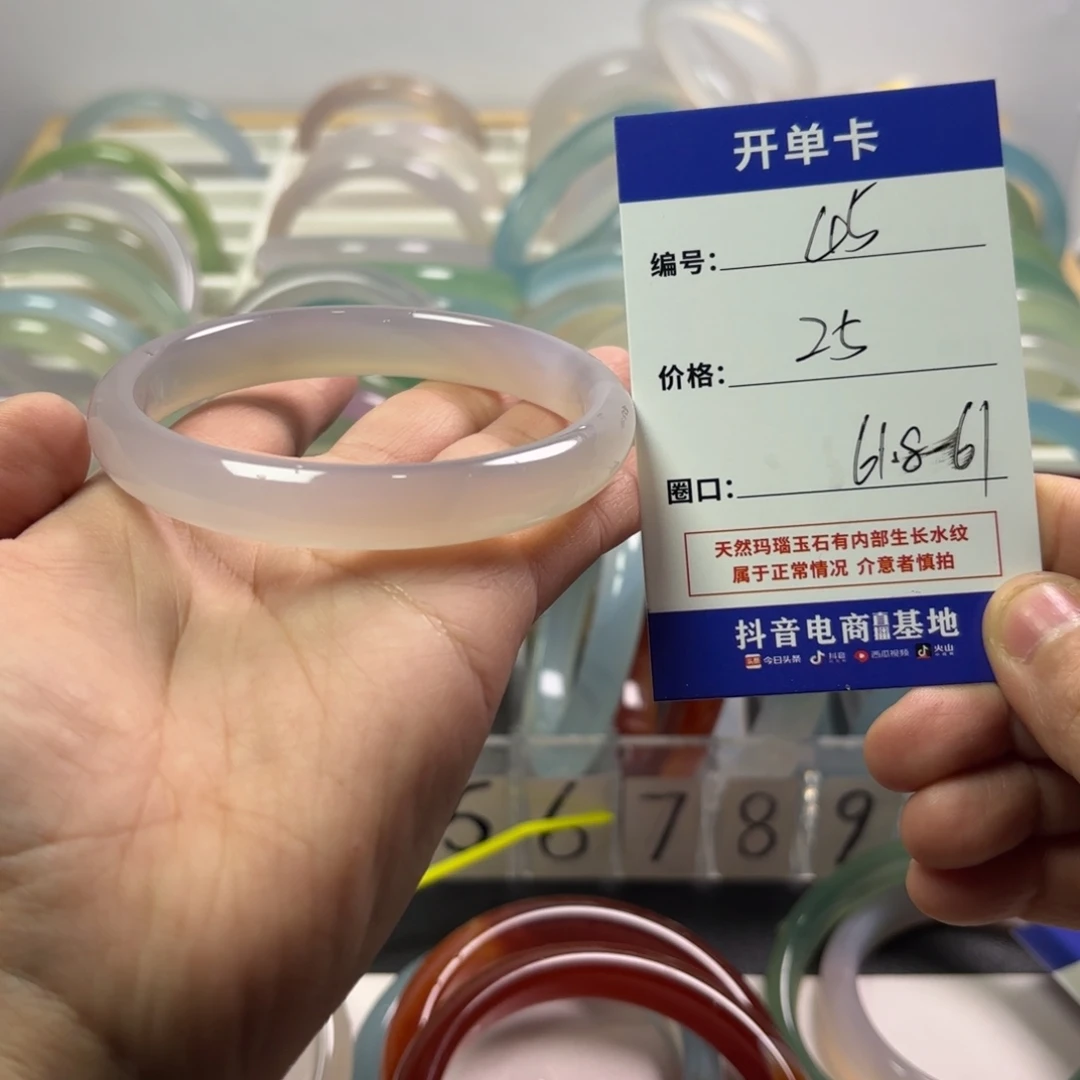 开单卡
编号: 105
价格: 25
圈口: 61.8-61
天然玛瑙玉石有内部生长水纹
属于正常情况 介意者慎拍
抖音电商直播基地
今日头条 抖音 西瓜视频 火山
5 6 7 8 9